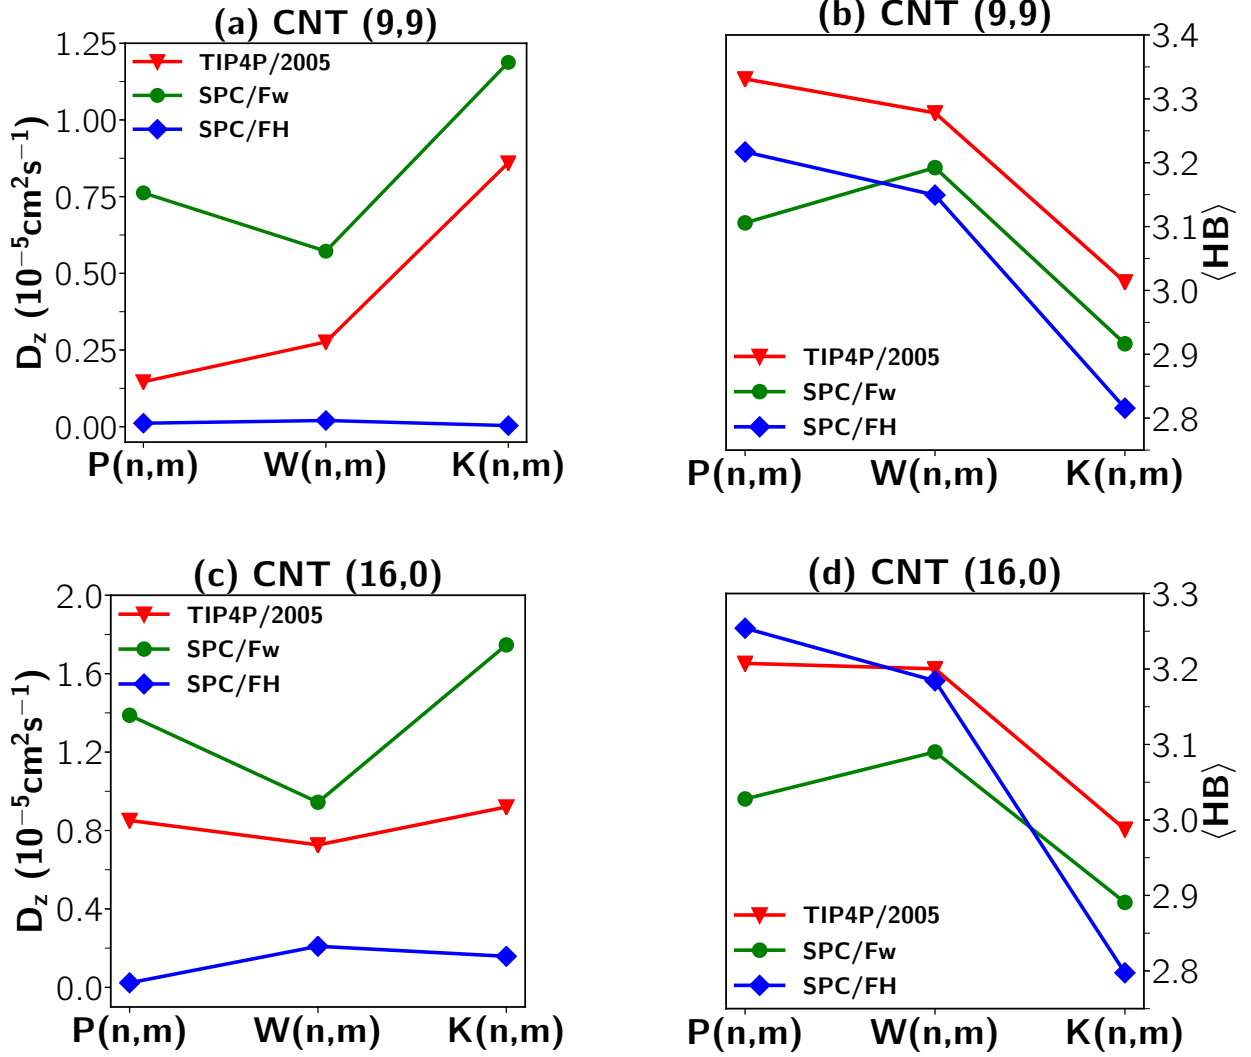 (a) CNT (9,9)
1.25
1.00
0.75
0.50
0.25
0.00
D_z (10⁻⁵cm²s⁻¹)
TIP4P/2005
SPC/Fw
SPC/FH
P(n,m) W(n,m) K(n,m)
(b) CNT (9,9)
3.4
3.3
3.2
3.1
3.0
2.9
2.8
⟨HB⟩
TIP4P/2005
SPC/Fw
SPC/FH
P(n,m) W(n,m) K(n,m)
(c) CNT (16,0)
2.0
1.6
1.2
0.8
0.4
0.0
D_z (10⁻⁵cm²s⁻¹)
TIP4P/2005
SPC/Fw
SPC/FH
P(n,m) W(n,m) K(n,m)
(d) CNT (16,0)
3.3
3.2
3.1
3.0
2.9
2.8
⟨HB⟩
TIP4P/2005
SPC/Fw
SPC/FH
P(n,m) W(n,m) K(n,m)